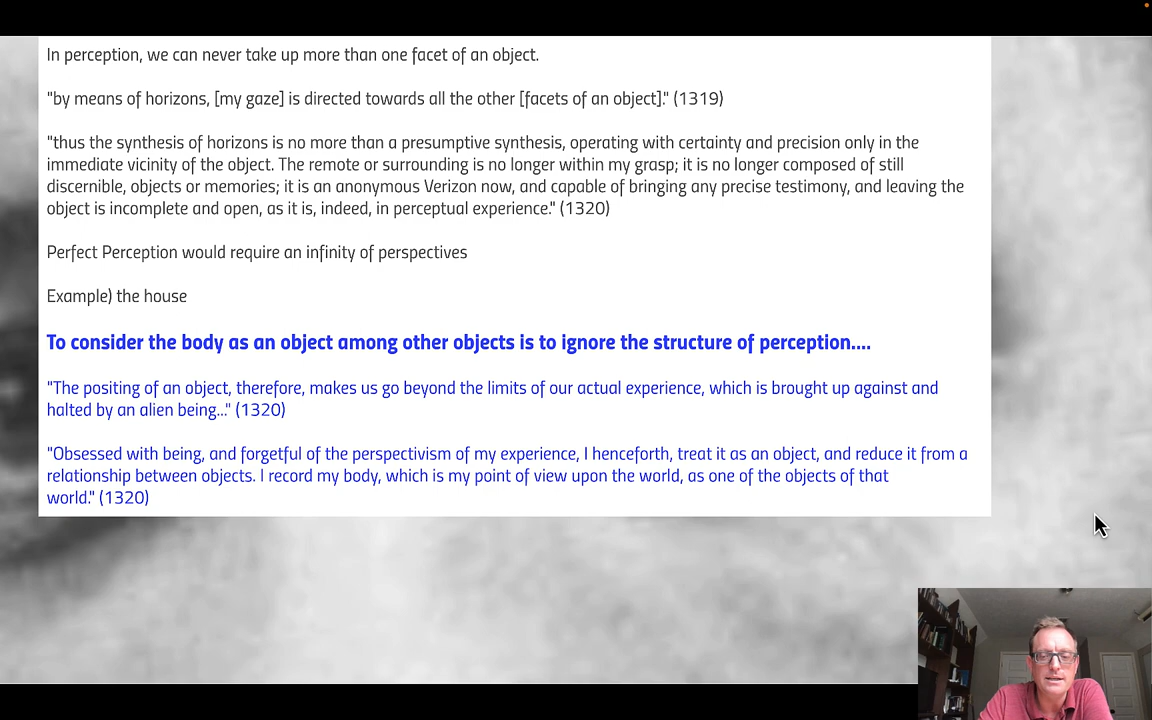 In perception, we can never take up more than one facet of an object.
"by means of horizons, [my gaze] is directed towards all the other [facets of an object]." (1319)
"thus the synthesis of horizons is no more than a presumptive synthesis, operating with certainty and precision only in the
immediate vicinity of the object. The remote or surrounding is no longer within my grasp; it is no longer composed of still
discernible, objects or memories; it is an anonymous Verizon now, and capable of bringing any precise testimony, and leaving the
object is incomplete and open, as it is, indeed, in perceptual experience." (1320)
Perfect Perception would require an infinity of perspectives
Example) the house
To consider the body as an object among other objects is to ignore the structure of perception....
"The positing of an object, therefore, makes us go beyond the limits of our actual experience, which is brought up against and
halted by an alien being..." (1320)
"Obsessed with being, and forgetful of the perspectivism of my experience, I henceforth, treat it as an object, and reduce it from a
relationship between objects. I record my body, which is my point of view upon the world, as one of the objects of that
world." (1320)